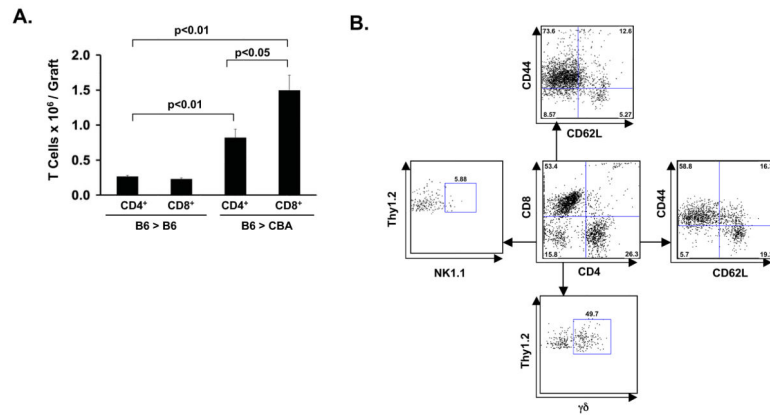 A.
p<0.01
p<0.05
p<0.01
T Cells x 10⁶ / Graft
2.0
1.5
1.0
0.5
0.0
CD4⁺ CD8⁺ CD4⁺ CD8⁺
B6 > B6 B6 > CBA
B.
73.6 12.6
CD44
8.57 5.27
CD62L
5.88
Thy1.2
NK1.1
53.4
CD8
15.8 26.3
CD4
58.8 16.
CD44
5.7 19.
CD62L
49.7
Thy1.2
γδ